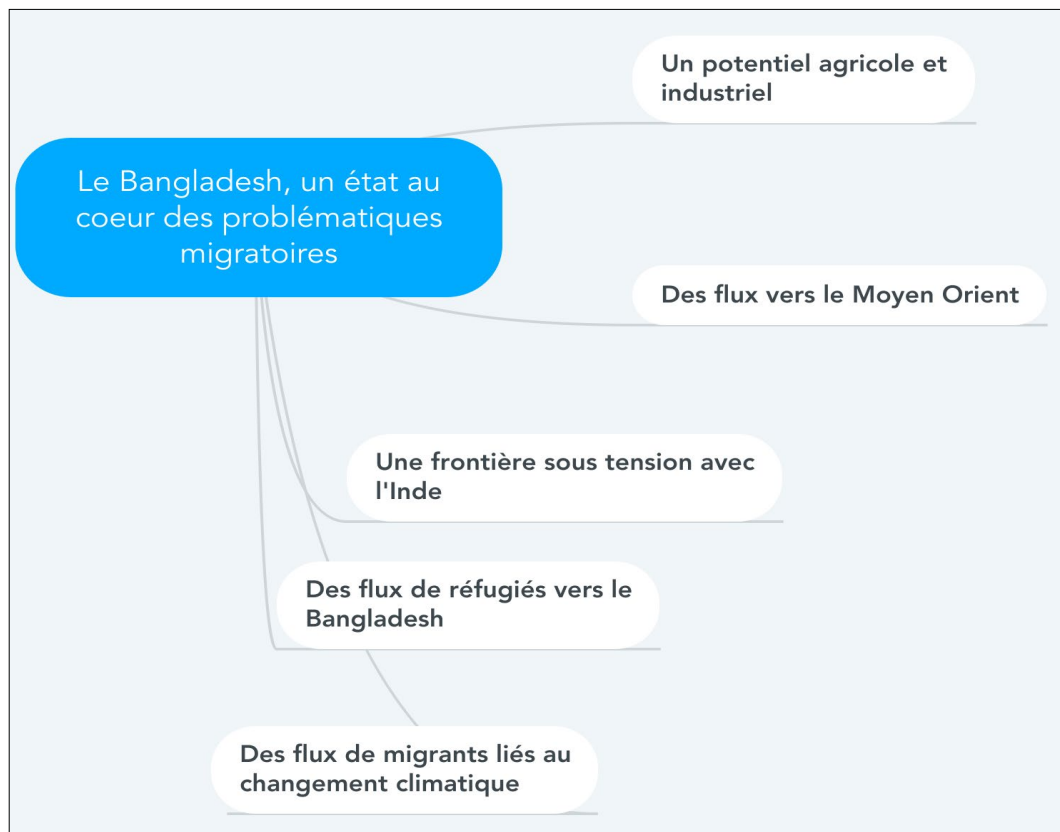 Un potentiel agricole et
industriel
Le Bangladesh, un état au
coeur des problématiques
migratoires
Des flux vers le Moyen Orient
Une frontière sous tension avec
l'Inde
Des flux de réfugiés vers le
Bangladesh
Des flux de migrants liés au
changement climatique